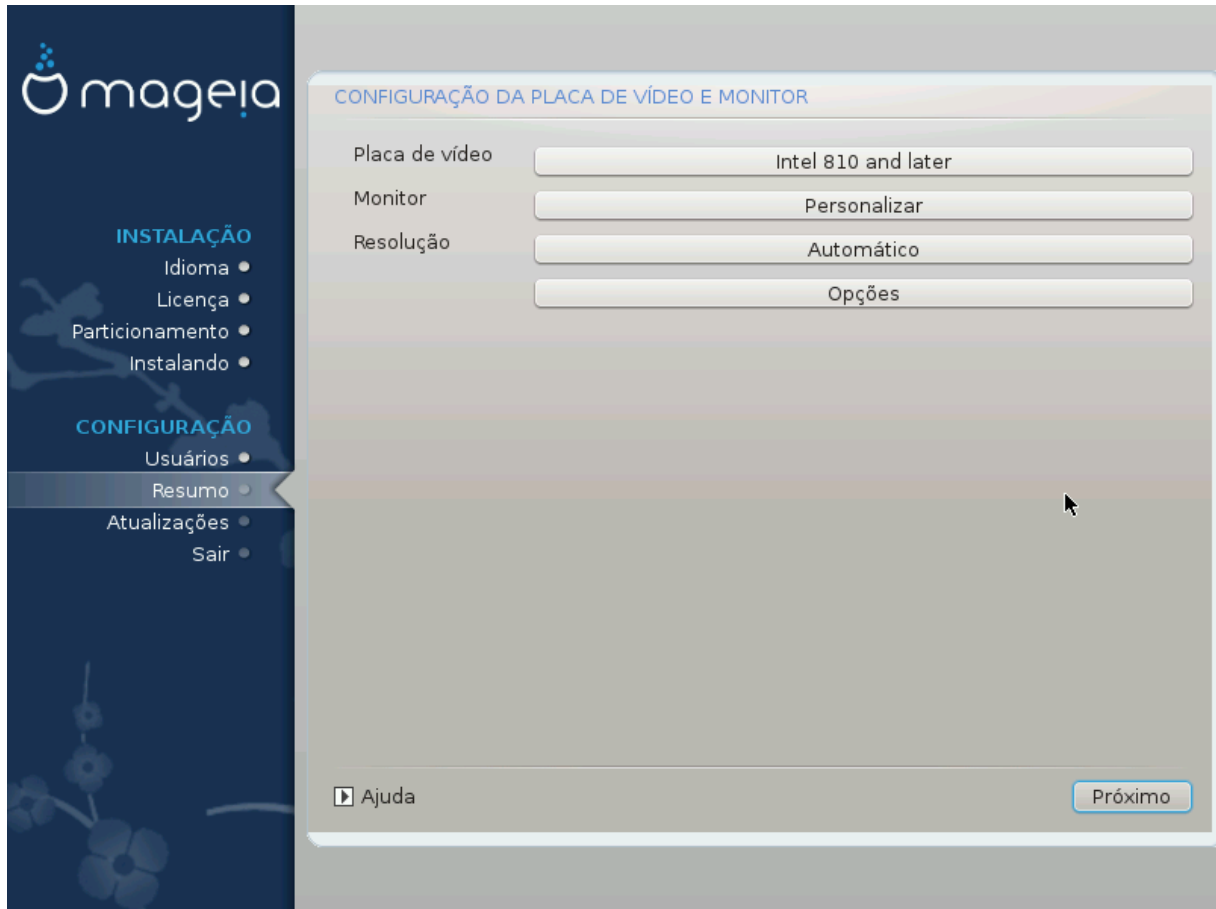 mageia
INSTALAÇÃO
Idioma
Licença
Particionamento
Instalando
CONFIGURAÇÃO
Usuários
Resumo
Atualizações
Sair
CONFIGURAÇÃO DA PLACA DE VÍDEO E MONITOR
Placa de vídeo Intel 810 and later
Monitor Personalizar
Resolução Automático
Opções
Ajuda Próximo